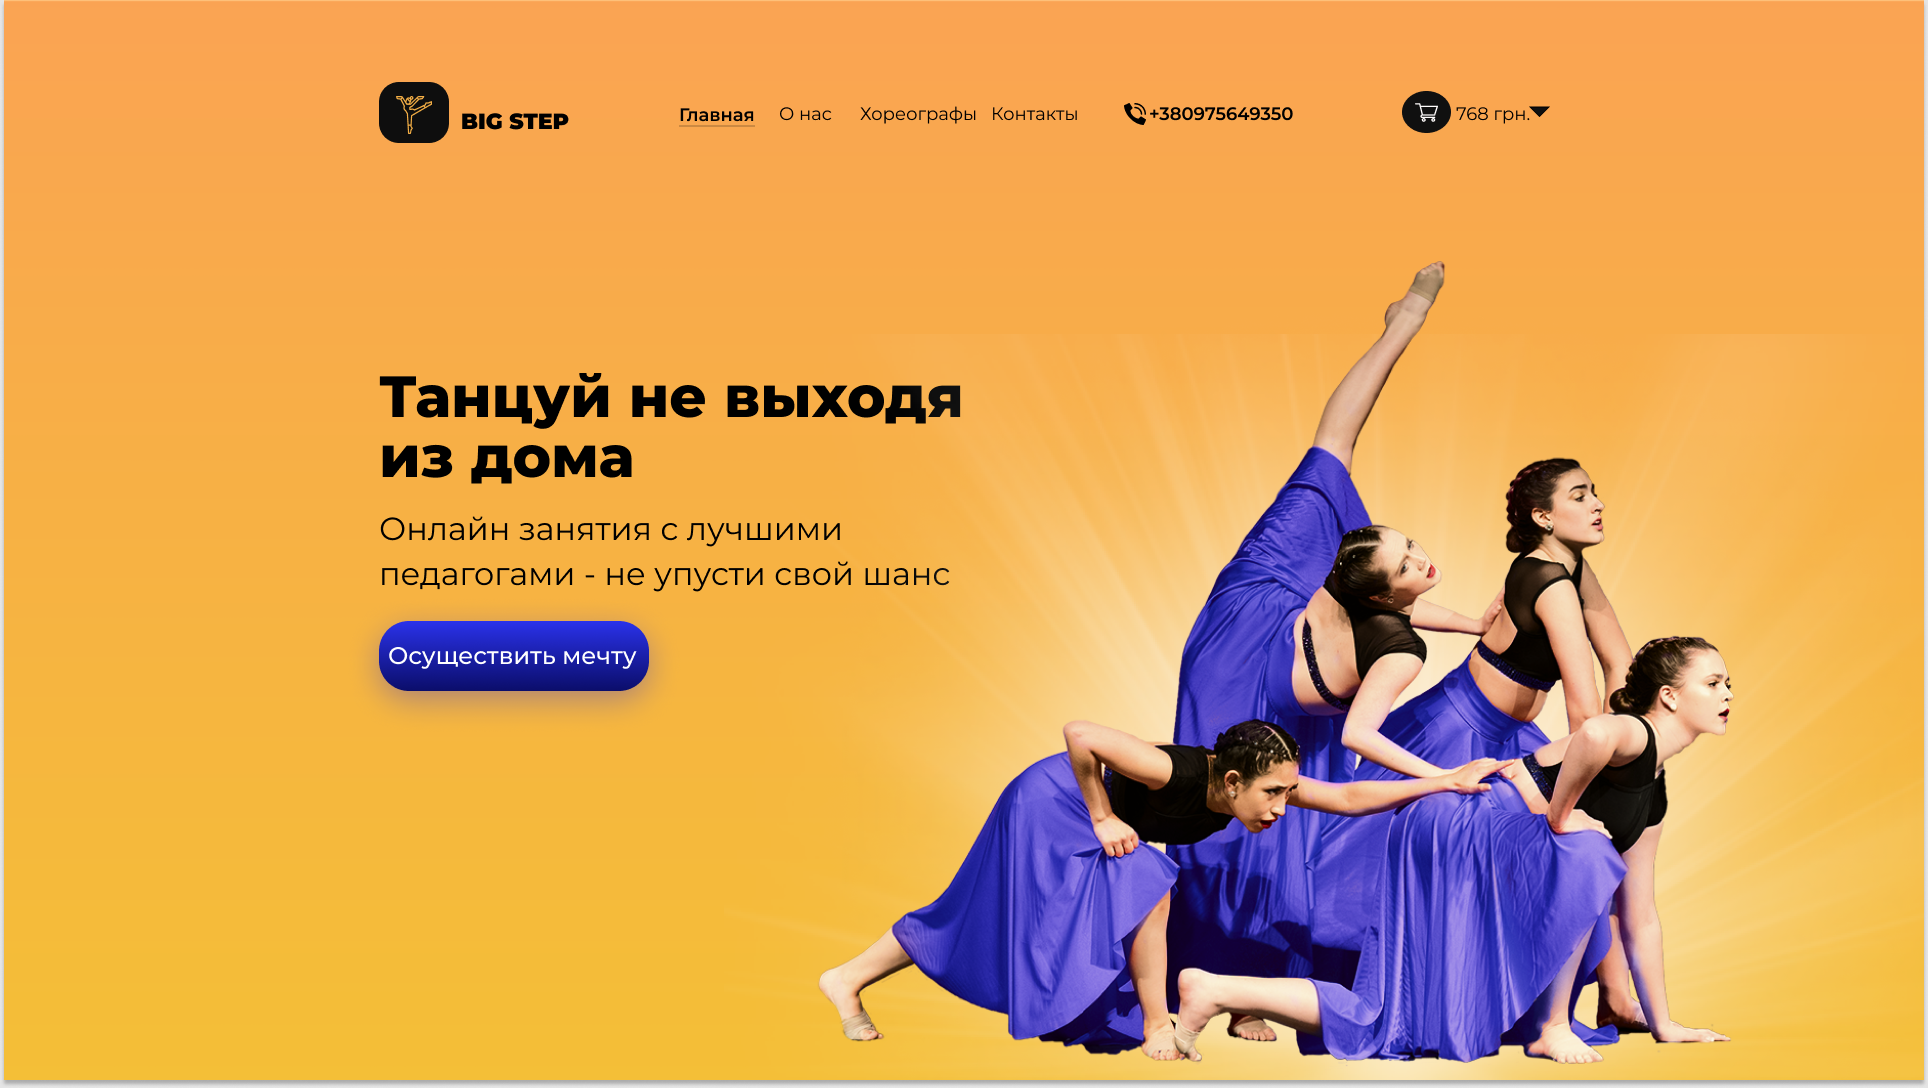 BIG STEP
Главная О нас Хореографы Контакты
+380975649350
768 грн.
Танцуй не выходя
из дома
Онлайн занятия с лучшими
педагогами - не упусти свой шанс
Осуществить мечту